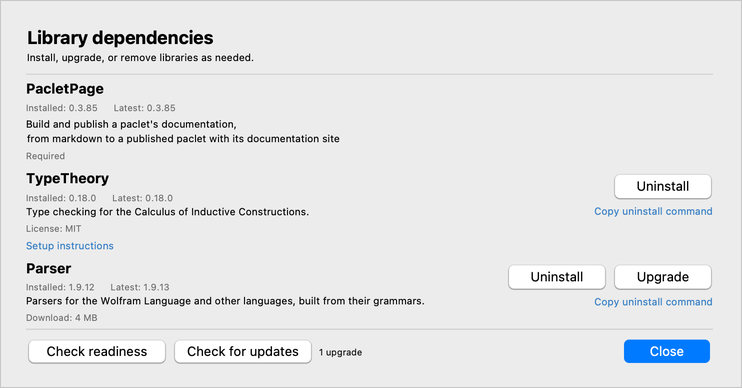 Library dependencies
Install, upgrade, or remove libraries as needed.
PacletPage
Installed: 0.3.85 Latest: 0.3.85
Build and publish a paclet's documentation,
from markdown to a published paclet with its documentation site
Required
TypeTheory
Uninstall
Installed: 0.18.0 Latest: 0.18.0
Copy uninstall command
Type checking for the Calculus of Inductive Constructions.
License: MIT
Setup instructions
Parser
Uninstall Upgrade
Installed: 1.9.12 Latest: 1.9.13
Parsers for the Wolfram Language and other languages, built from their grammars.
Copy uninstall command
Download: 4 MB
Check readiness Check for updates 1 upgrade Close